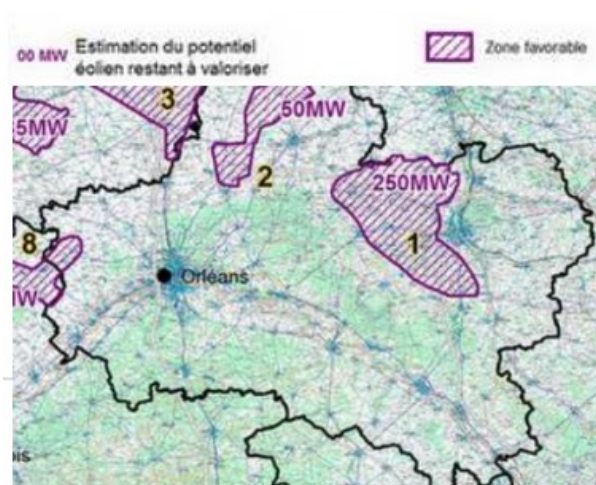 00 MW Estimation du potentiel
éolien restant à valoriser
Zone favorable
3
50MW
5MW
2
250MW
1
8
Orléans